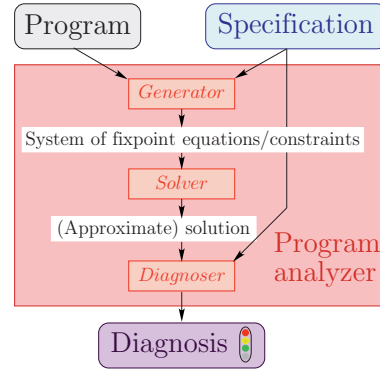 Program
Specification
Generator
System of fixpoint equations/constraints
Solver
(Approximate) solution
Program
analyzer
Diagnoser
Diagnosis